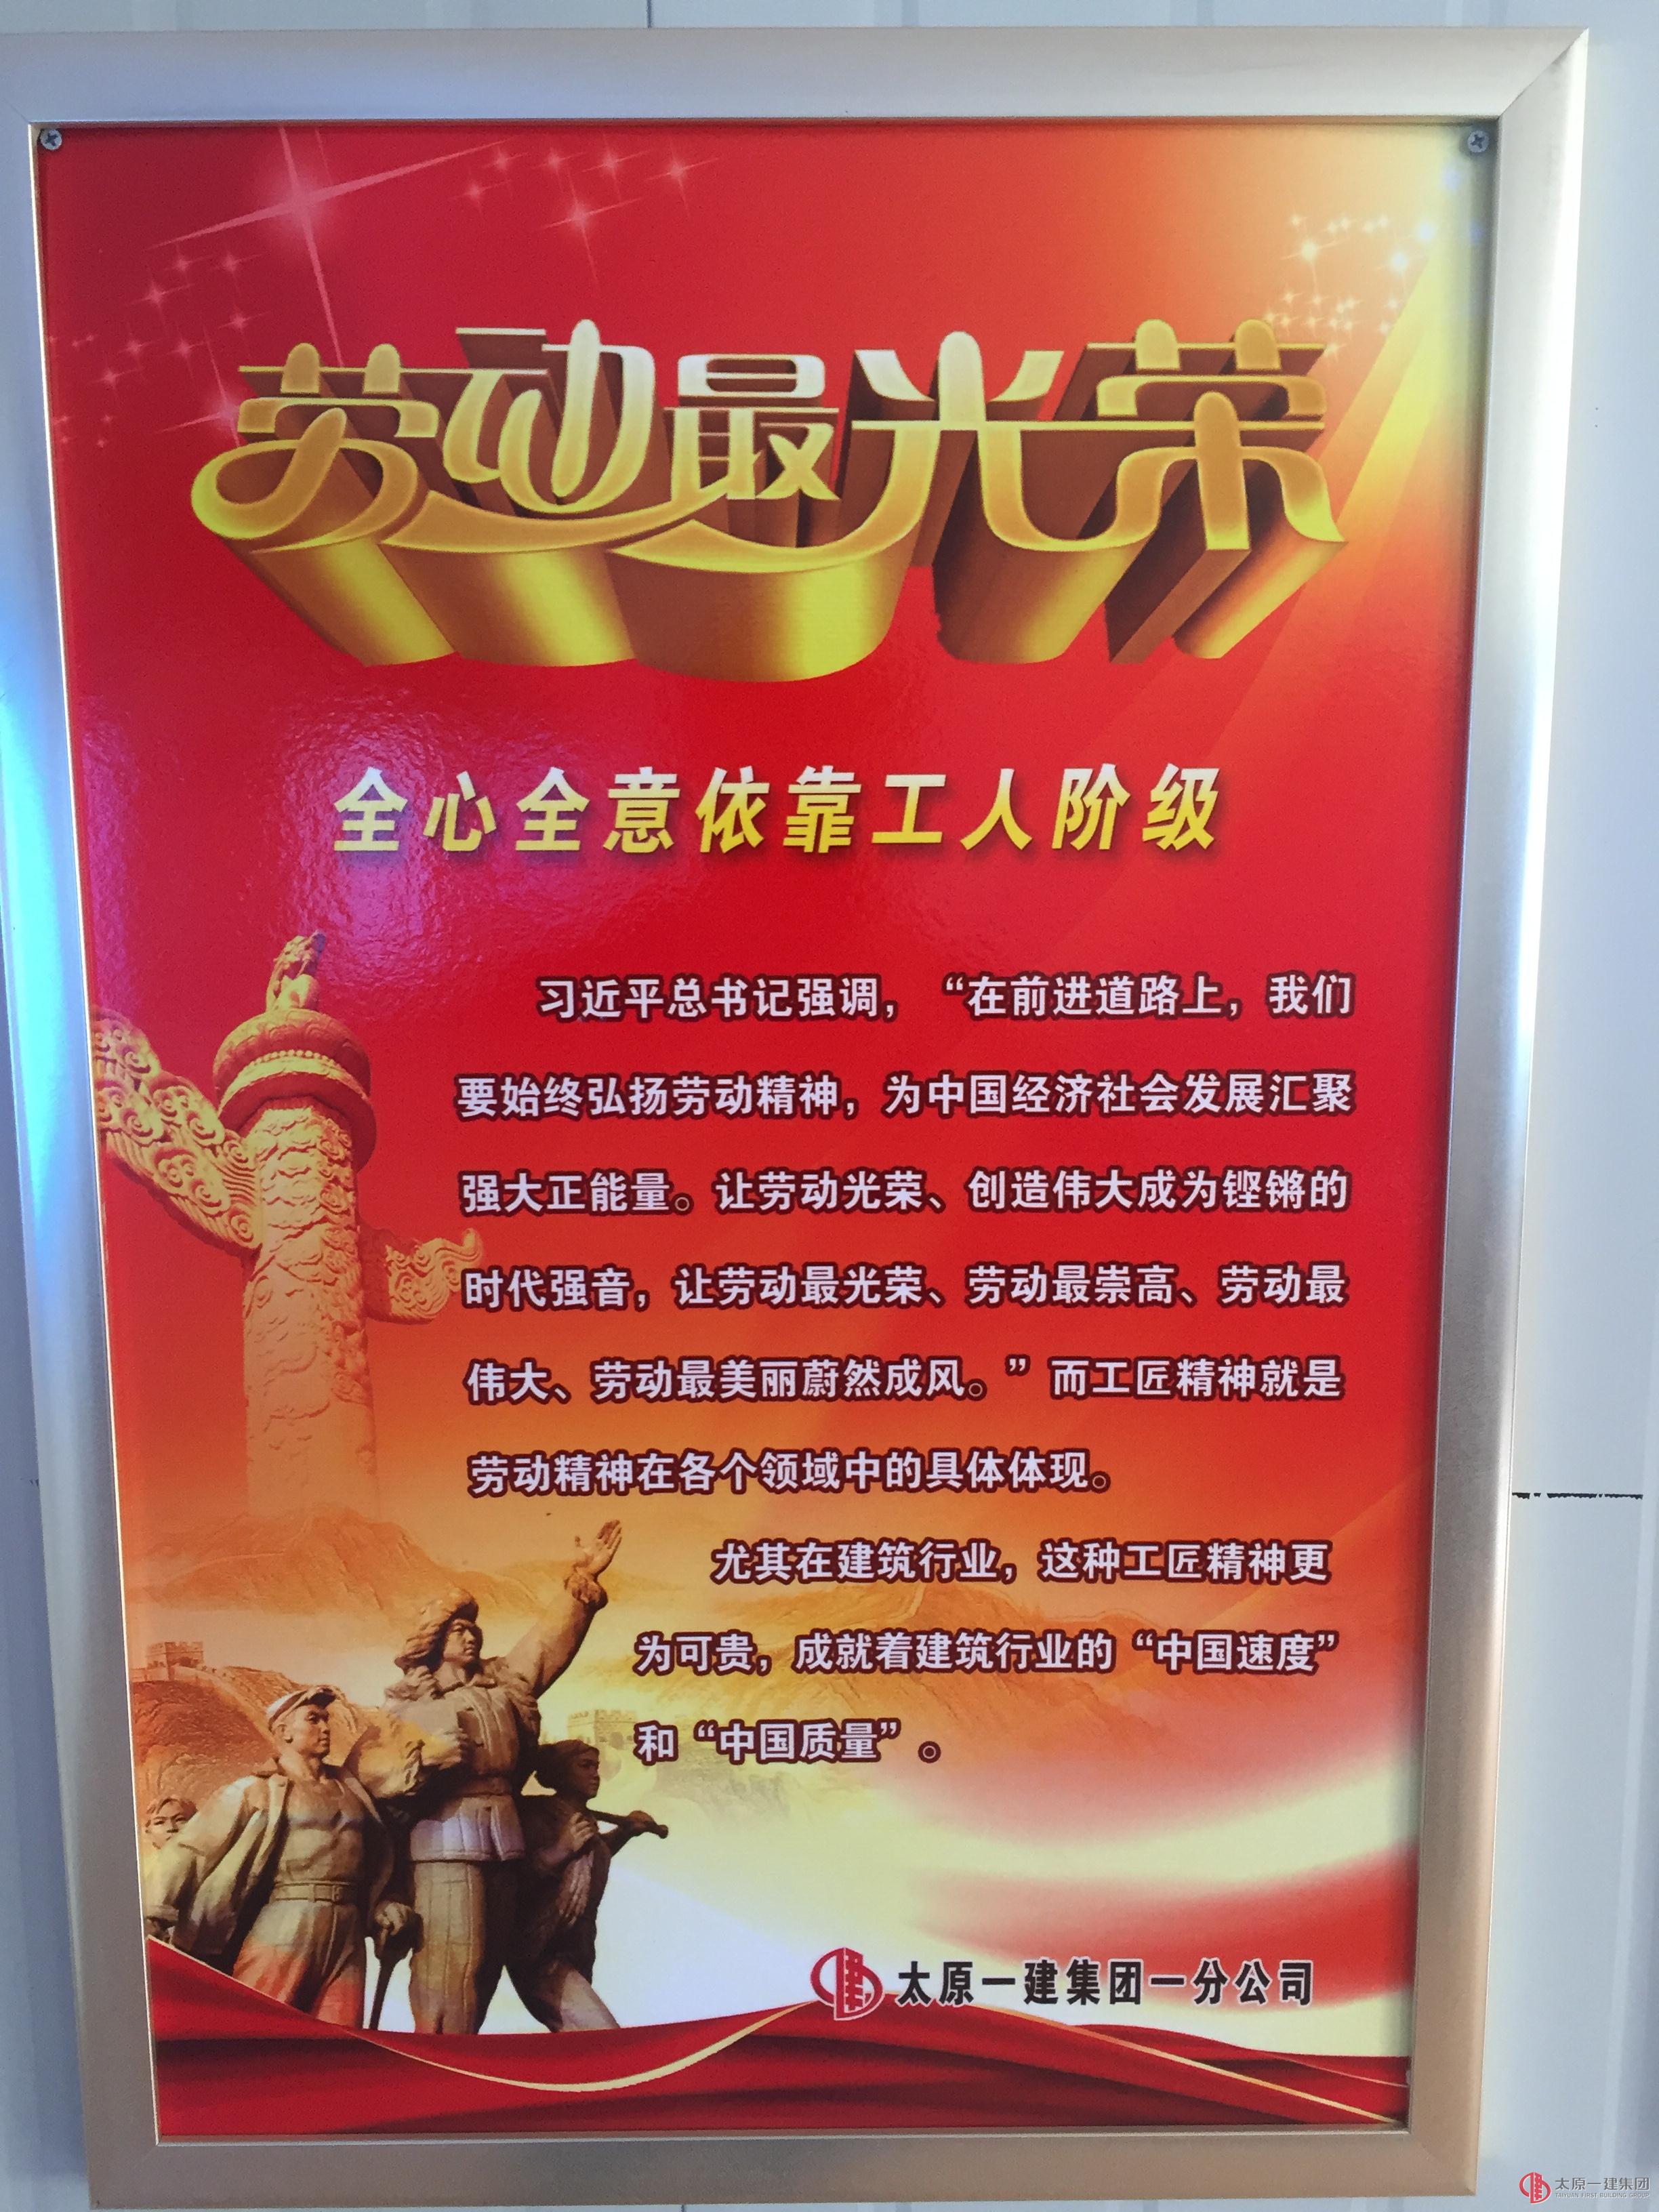 劳动最光荣
全心全意依靠工人阶级
习近平总书记强调，“在前进道路上，我们
要始终弘扬劳动精神，为中国经济社会发展汇聚
强大正能量。让劳动光荣、创造伟大成为铿锵的
时代强音，让劳动最光荣、劳动最崇高、劳动最
伟大、劳动最美丽蔚然成风。”而工匠精神就是
劳动精神在各个领域中的具体体现。
尤其在建筑行业，这种工匠精神更
为可贵，成就着建筑行业的“中国速度”
和“中国质量”。
太原一建集团一分公司
太原一建集团
TAIYUAN FIRST BUILDING GROUP